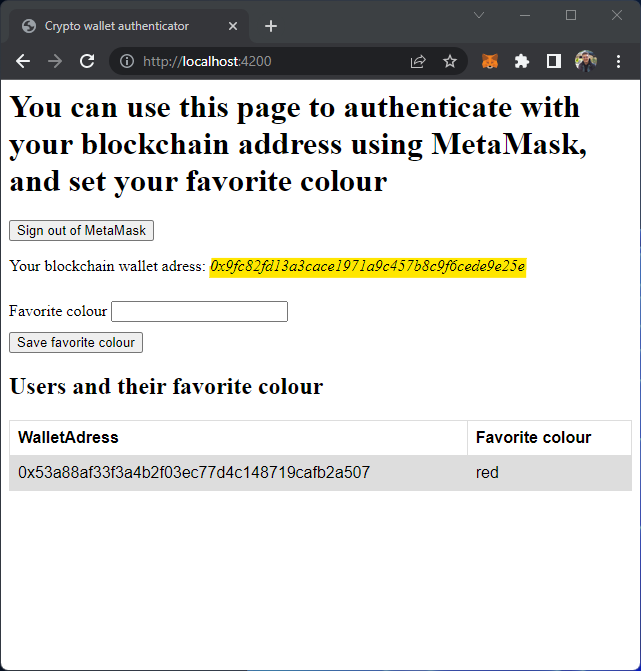 Crypto wallet authenticator
http://localhost:4200
You can use this page to authenticate with
your blockchain address using MetaMask,
and set your favorite colour
Sign out of MetaMask
Your blockchain wallet adress: 0x9fc82fd13a3cace1971a9c457b8c9f6cede9e25e
Favorite colour
Save favorite colour
Users and their favorite colour
WalletAdress Favorite colour
0x53a88af33f3a4b2f03ec77d4c148719cafb2a507 red